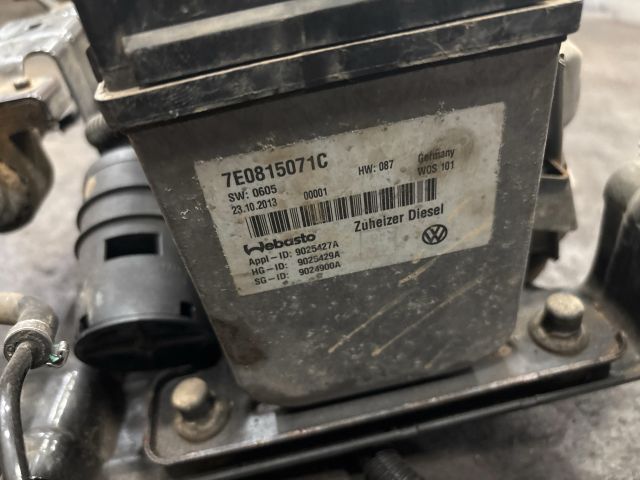 7E0815071C
SW: 0605 HW: 087 Germany
23.10.2013 00001 WOS 101
Webasto Zuheizer Diesel
Appl-ID: 9025427A
HG-ID: 9025429A
SG-ID: 9024900A